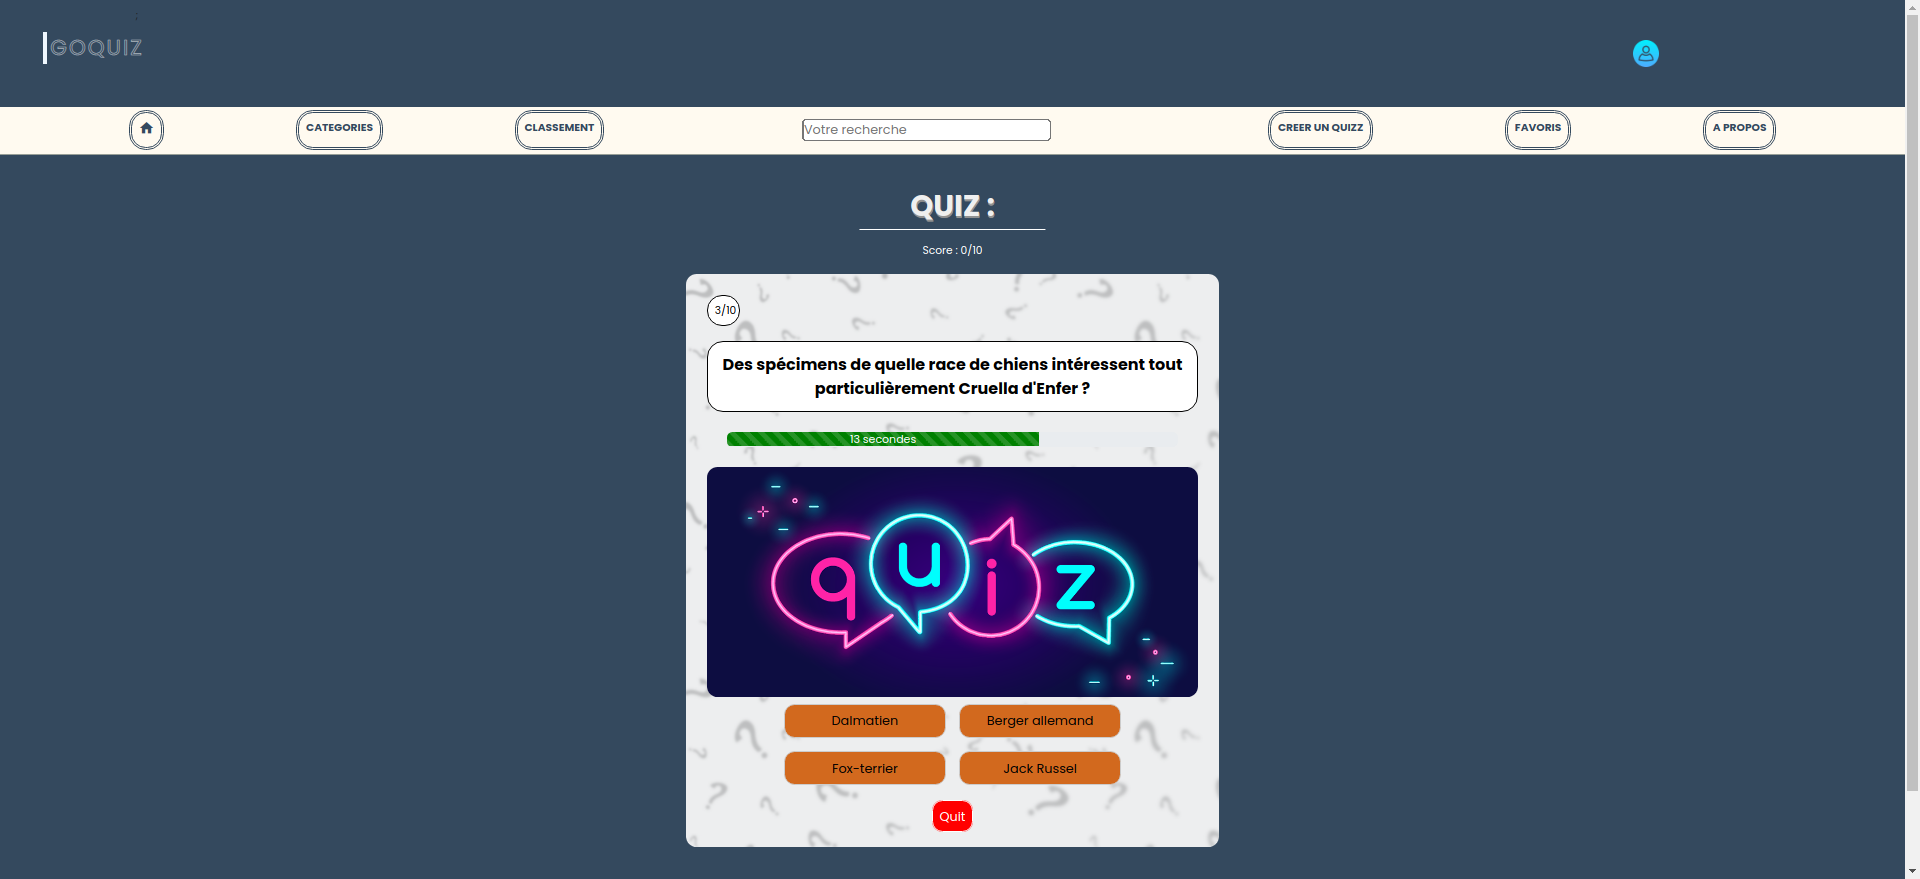 GOQUIZ
CATEGORIES
CLASSEMENT
Votre recherche
CREER UN QUIZZ
FAVORIS
A PROPOS
QUIZ :
Score : 0/10
3/10
Des spécimens de quelle race de chiens intéressent tout
particulièrement Cruella d'Enfer ?
13 secondes
quiz
Dalmatien
Berger allemand
Fox-terrier
Jack Russel
Quit